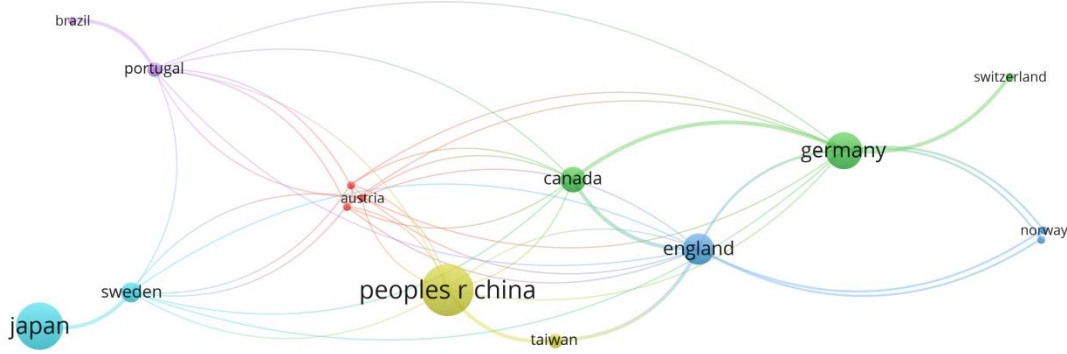 brazil
portugal
switzerland
germany
canada
austria
norway
england
sweden
peoples r china
japan
taiwan